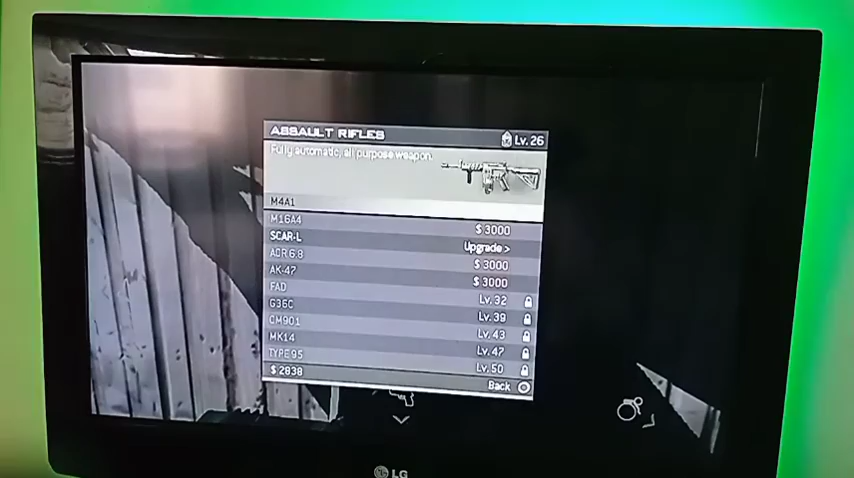 ASSAULT RIFLES
Lv. 26
Fully automatic, all purpose weapon.
M4A1
M16A4 $ 3000
SCAR-L Upgrade >
ACR 6.8 $ 3000
AK-47 $ 3000
FAD Lv. 32
G36C Lv. 39
CM901 Lv. 43
MK14 Lv. 47
TYPE 95 Lv. 50
$ 2838 Back
LG